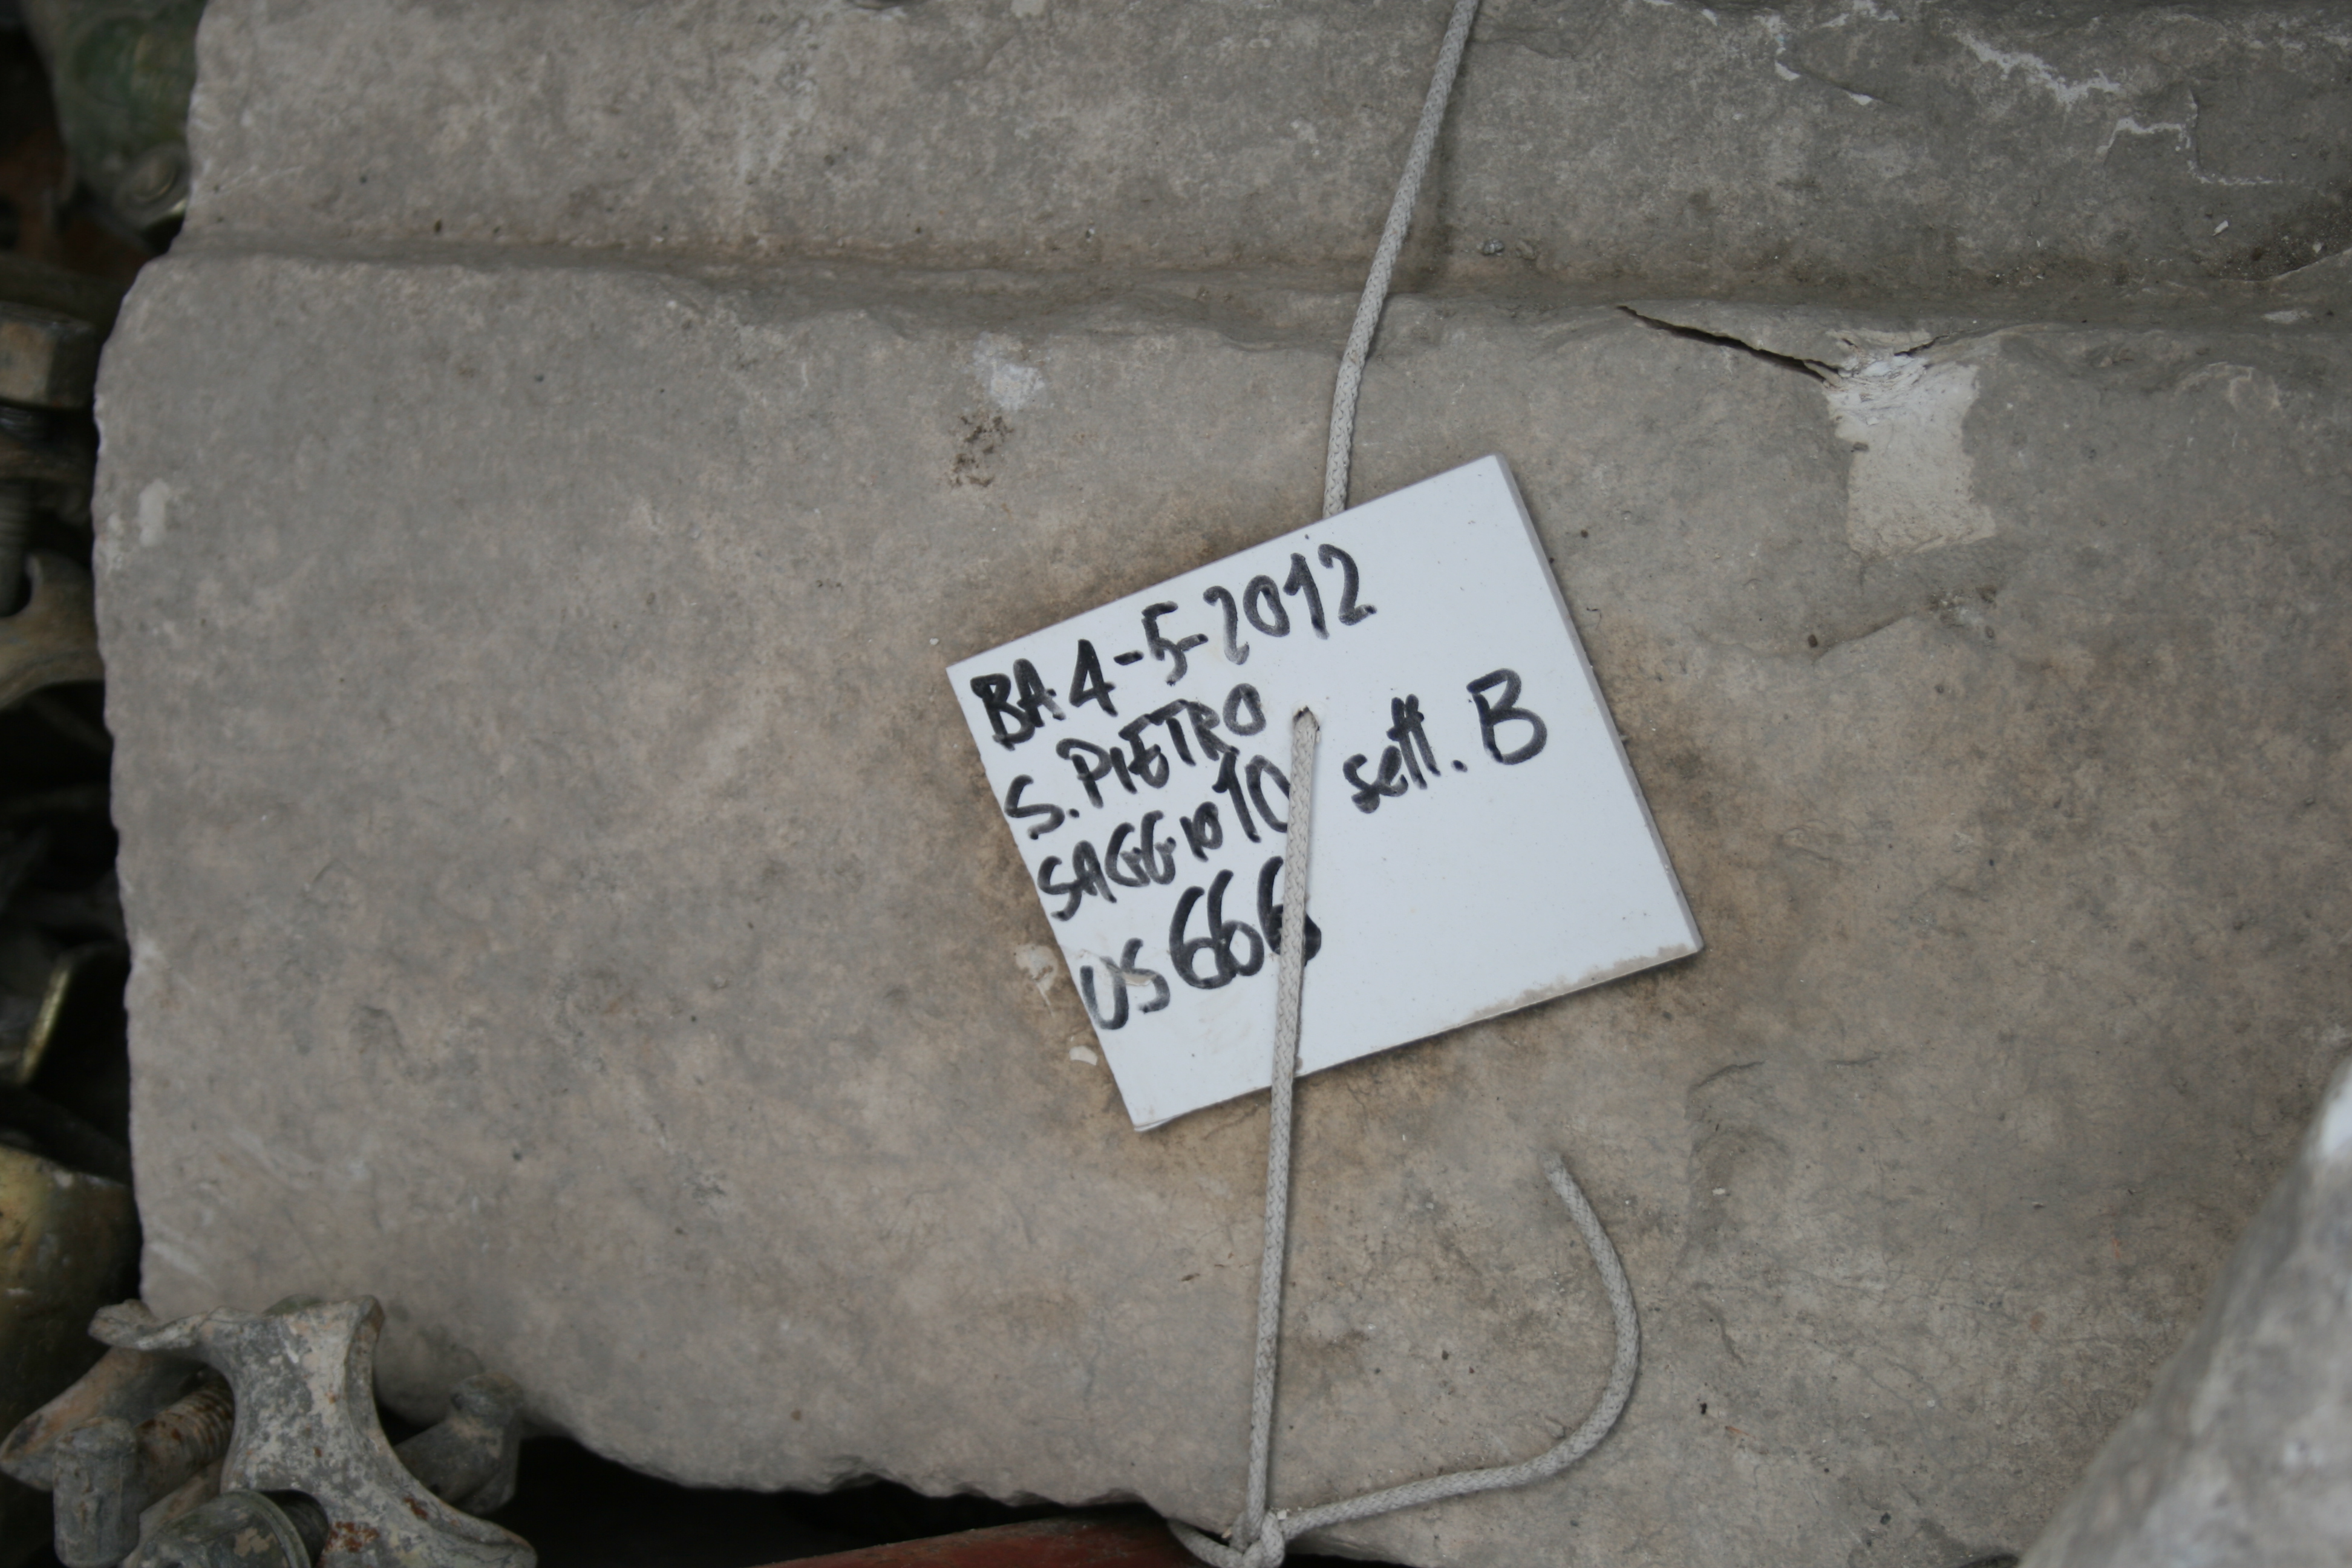 BA. 4-5-2012
S. PIETRO
SAGGIO 10 sett. B
US 666